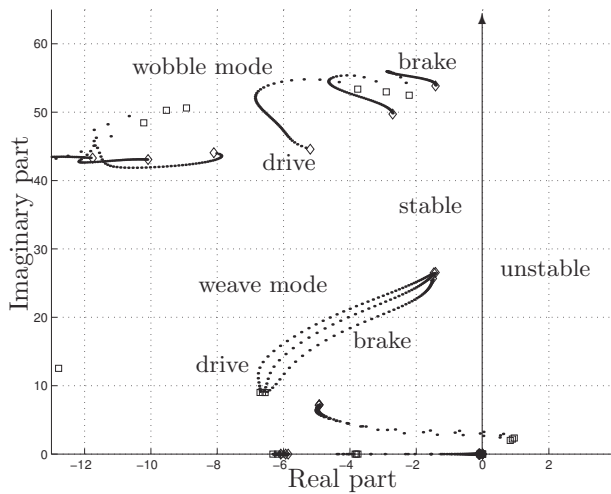 60
50
40
30
20
10
0
−12
−10
−8
−6
−4
−2
0
2
Imaginary part
Real part
wobble mode
brake
drive
stable
unstable
weave mode
brake
drive